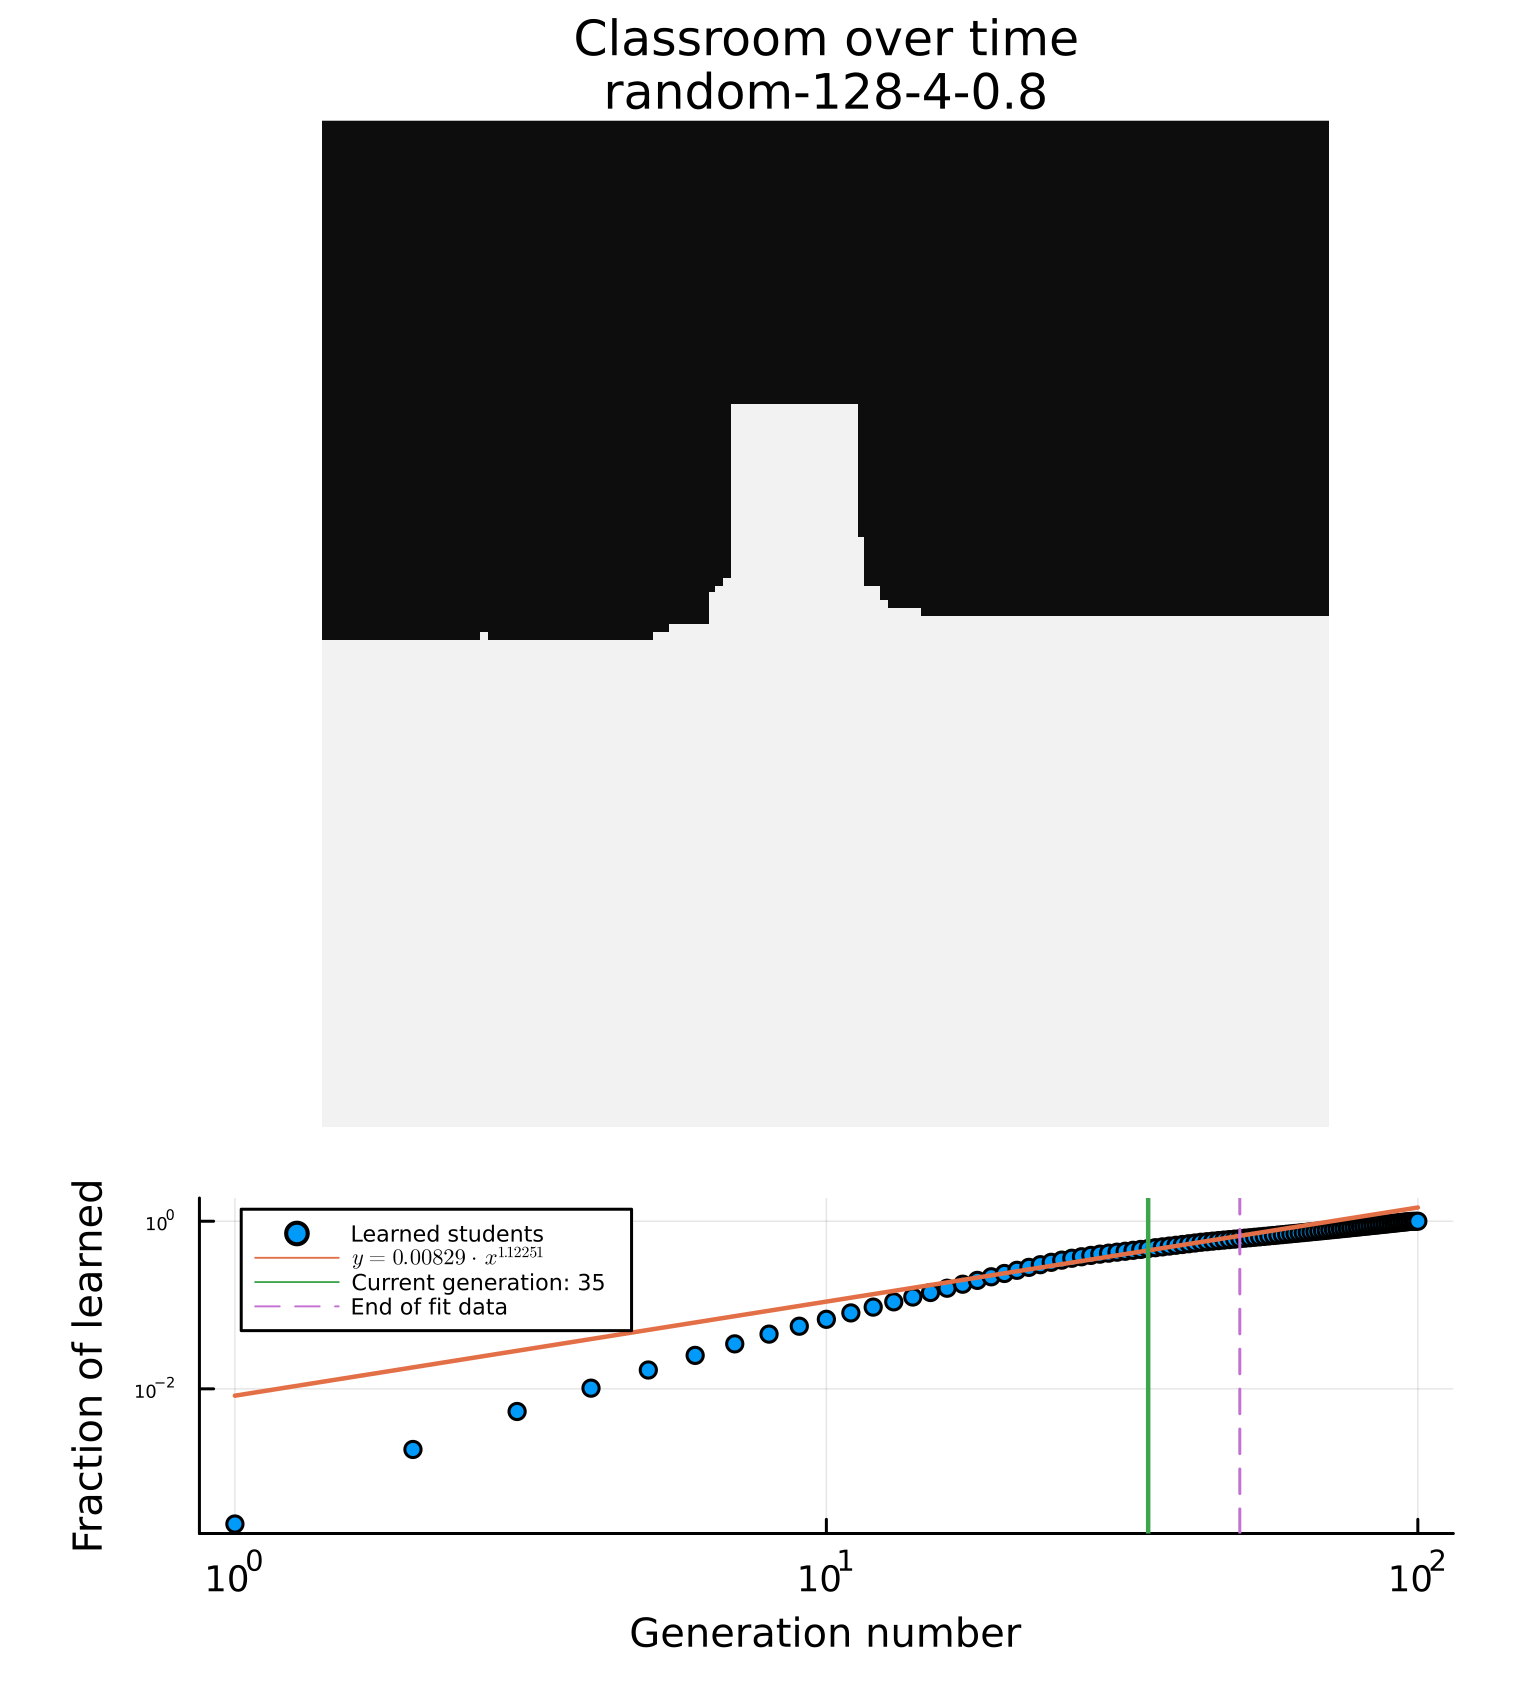 Classroom over time
random-128-4-0.8
Fraction of learned
10^0
10^-2
Learned students
y = 0.00829 · x^1.12251
Current generation: 35
End of fit data
10^0 10^1 10^2
Generation number